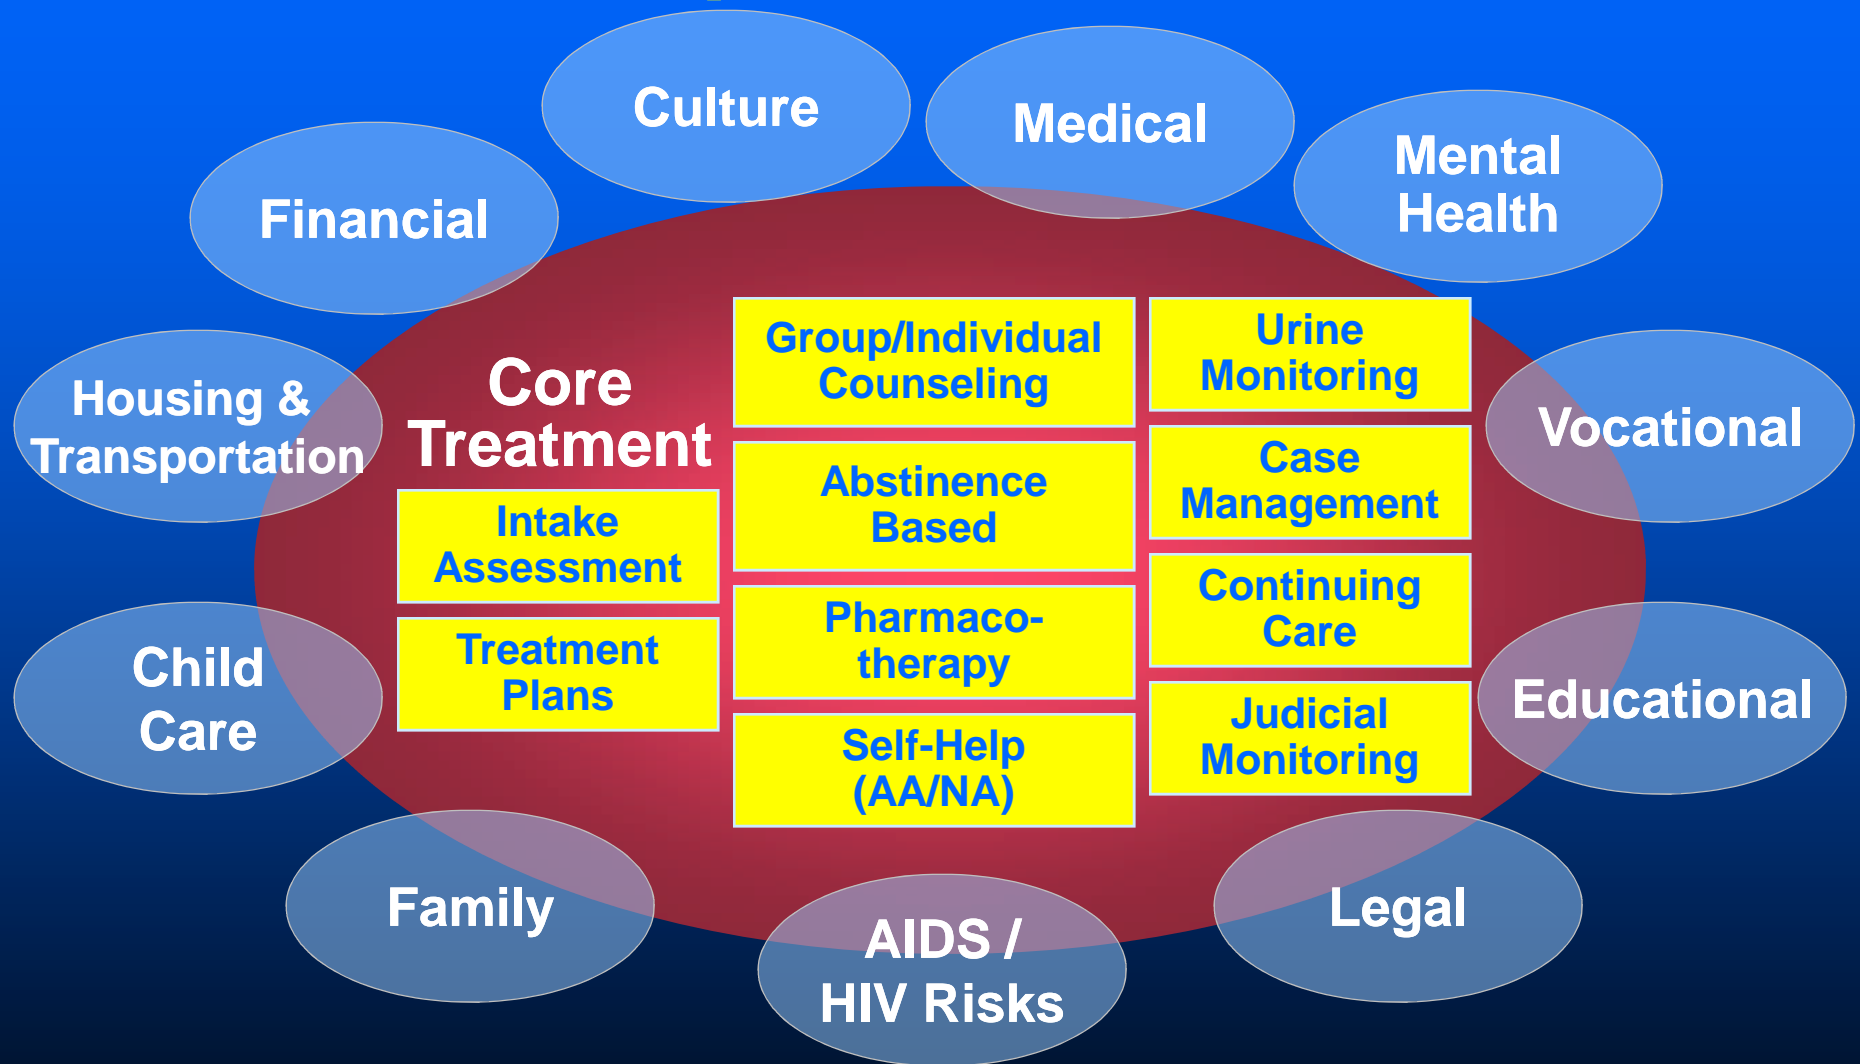 Culture
Medical
Mental
Health
Financial
Housing &
Transportation
Core
Treatment
Group/Individual
Counseling
Urine
Monitoring
Vocational
Abstinence
Based
Case
Management
Intake
Assessment
Pharmaco-
therapy
Continuing
Care
Child
Care
Treatment
Plans
Self-Help
(AA/NA)
Judicial
Monitoring
Educational
Family
AIDS /
HIV Risks
Legal